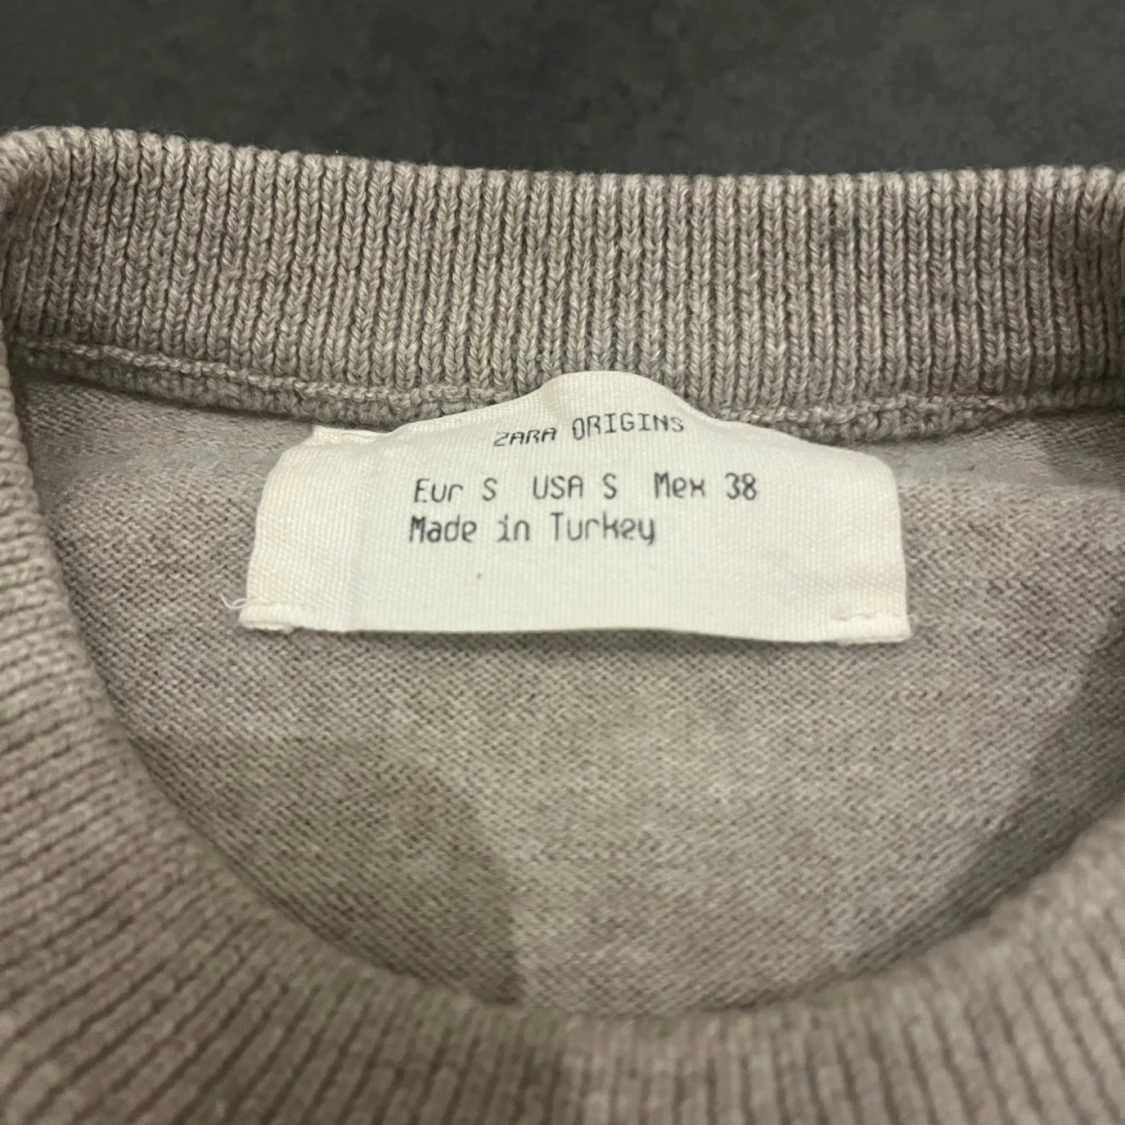 ZARA ORIGINS
Eur S USA S Mex 38
Made in Turkey